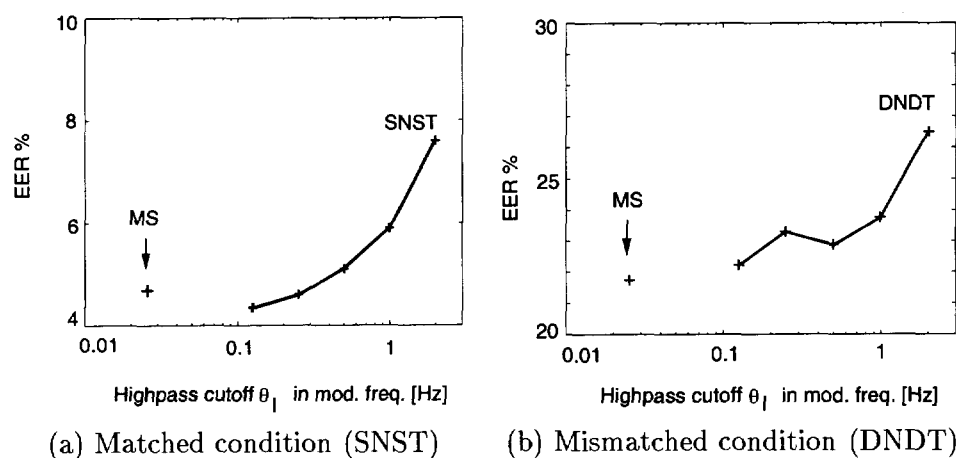 10
8
6
4
EER %
SNST
MS
0.01
0.1
1
Highpass cutoff θ_l in mod. freq. [Hz]
(a) Matched condition (SNST)
30
25
20
EER %
DNDT
MS
0.01
0.1
1
Highpass cutoff θ_l in mod. freq. [Hz]
(b) Mismatched condition (DNDT)